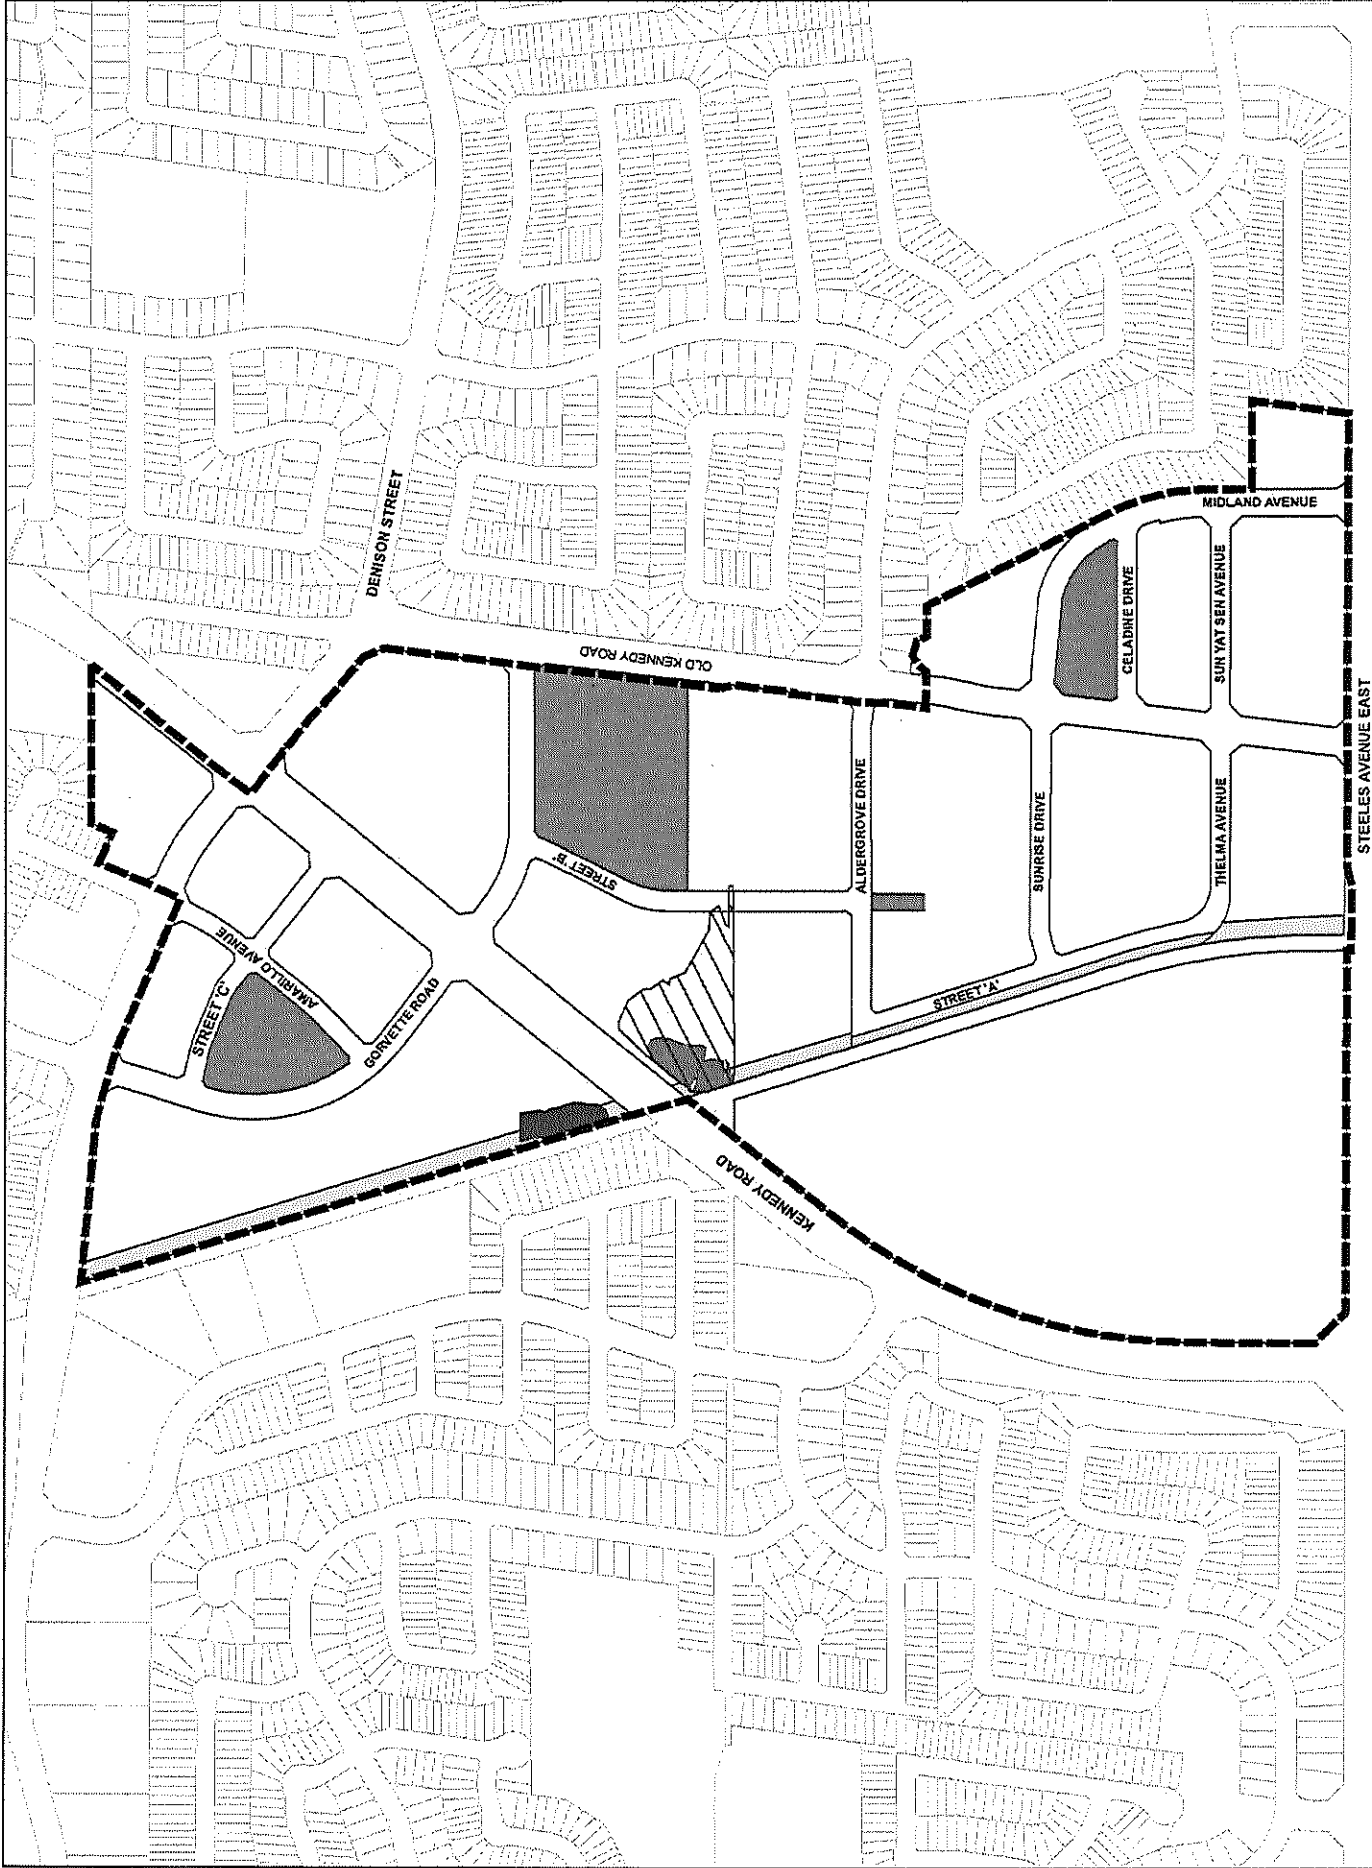 DENISON STREET
OLD KENNEDY ROAD
MIDLAND AVENUE
CELADINE DRIVE
SUN YAT SEN AVENUE
ALDERGROVE DRIVE
SUNRISE DRIVE
THELMA AVENUE
STEELES AVENUE EAST
STREET 'B'
AMARILLO AVENUE
STREET 'C'
GORVETTE ROAD
STREET 'A'
KENNEDY ROAD